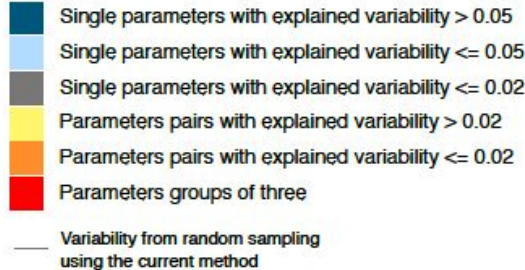 Single parameters with explained variability > 0.05
Single parameters with explained variability <= 0.05
Single parameters with explained variability <= 0.02
Parameters pairs with explained variability > 0.02
Parameters pairs with explained variability <= 0.02
Parameters groups of three
Variability from random sampling
using the current method